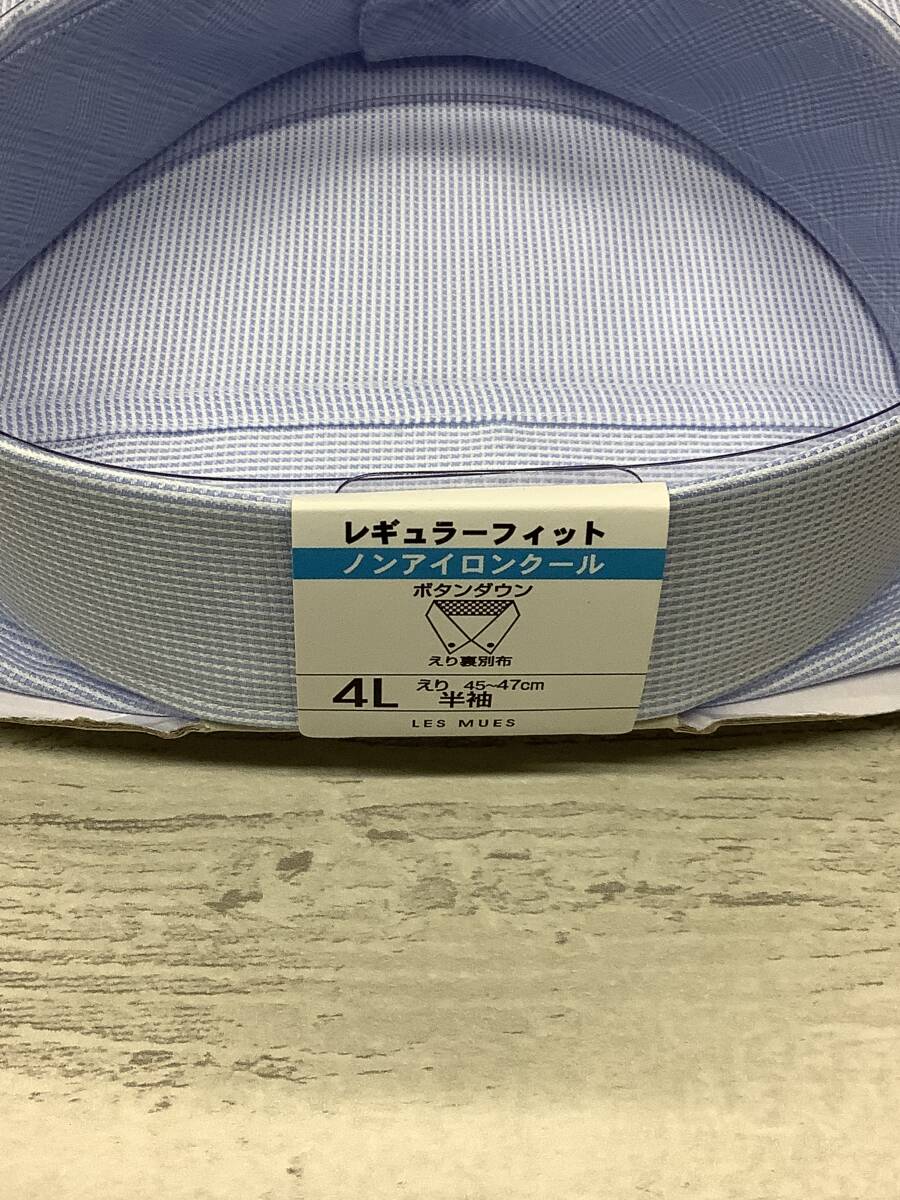 レギュラーフィット
ノンアイロンクール
ボタンダウン
えり裏別布
4L えり 45~47cm
半袖
LES MUES